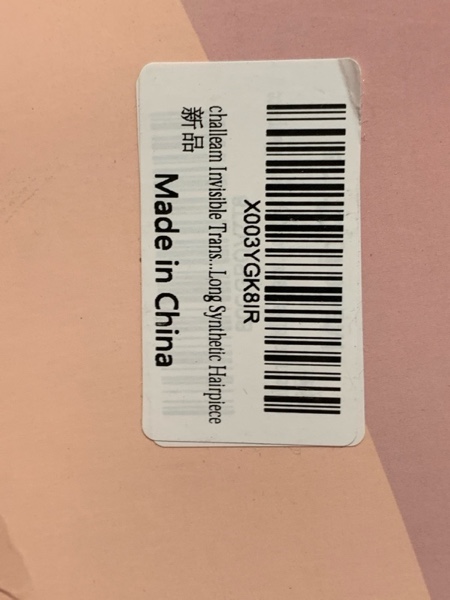 X003YGK8IR
challeam Invisible Trans...Long Synthetic Hairpiece
新品
Made in China